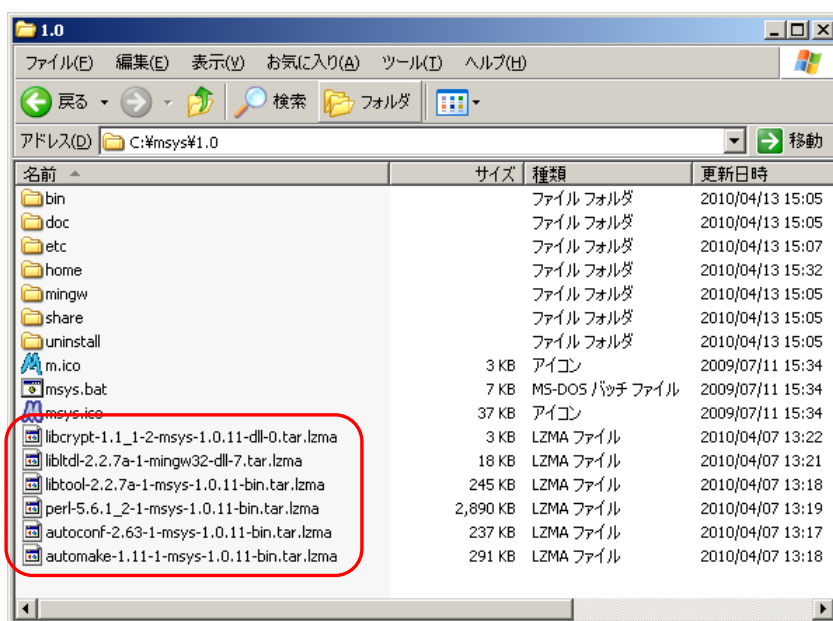 1.0
ファイル(F) 編集(E) 表示(V) お気に入り(A) ツール(T) ヘルプ(H)
戻る 検索 フォルダ
アドレス(D) C:¥msys¥1.0 移動
名前 サイズ 種類 更新日時
bin ファイル フォルダ 2010/04/13 15:05
doc ファイル フォルダ 2010/04/13 15:05
etc ファイル フォルダ 2010/04/13 15:07
home ファイル フォルダ 2010/04/13 15:32
mingw ファイル フォルダ 2010/04/13 15:05
share ファイル フォルダ 2010/04/13 15:05
uninstall ファイル フォルダ 2010/04/13 15:05
m.ico 3 KB アイコン 2009/07/11 15:34
msys.bat 7 KB MS-DOS バッチ ファイル 2009/07/11 15:34
msys.ico 37 KB アイコン 2009/07/11 15:34
libcrypt-1.1_1-2-msys-1.0.11-dll-0.tar.lzma 3 KB LZMA ファイル 2010/04/07 13:22
libltdl-2.2.7a-1-mingw32-dll-7.tar.lzma 18 KB LZMA ファイル 2010/04/07 13:21
libtool-2.2.7a-1-msys-1.0.11-bin.tar.lzma 245 KB LZMA ファイル 2010/04/07 13:18
perl-5.6.1_2-1-msys-1.0.11-bin.tar.lzma 2,890 KB LZMA ファイル 2010/04/07 13:19
autoconf-2.63-1-msys-1.0.11-bin.tar.lzma 237 KB LZMA ファイル 2010/04/07 13:17
automake-1.11-1-msys-1.0.11-bin.tar.lzma 291 KB LZMA ファイル 2010/04/07 13:18